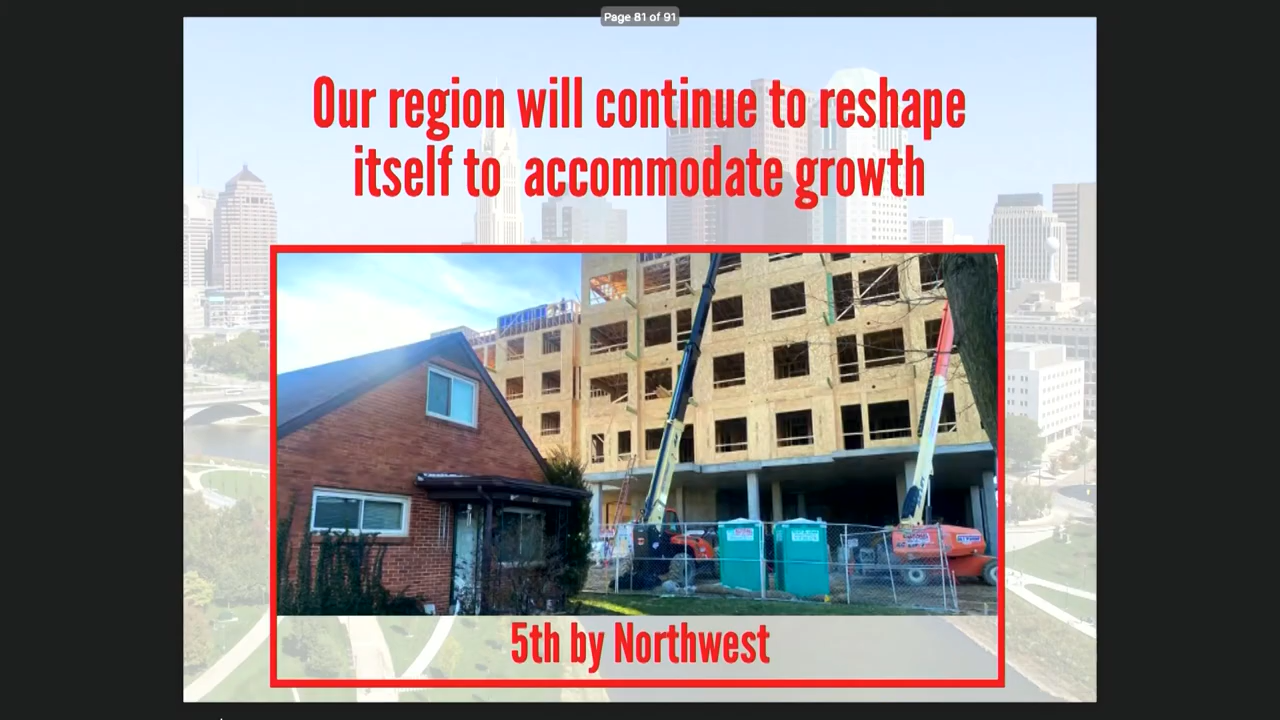 Page 81 of 91
Our region will continue to reshape
itself to accommodate growth
5th by Northwest